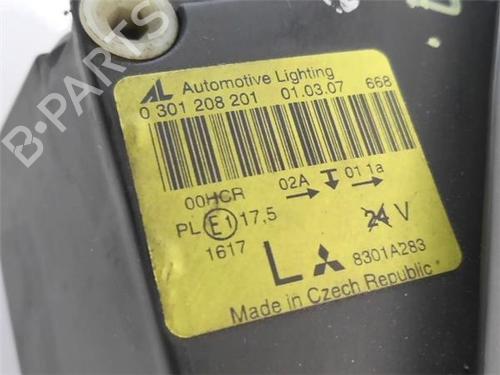 AL Automotive Lighting
0 301 208 201 01.03.07 668
00HCR 02A 01 1a
PL E1 17,5
1617
24 V
L 8301A283
Made in Czech Republic
B-PARTS